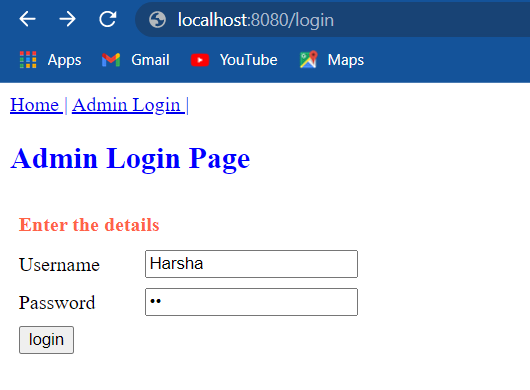 localhost:8080/login
Apps Gmail YouTube Maps
Home | Admin Login |
Admin Login Page
Enter the details
Username Harsha
Password ••
login